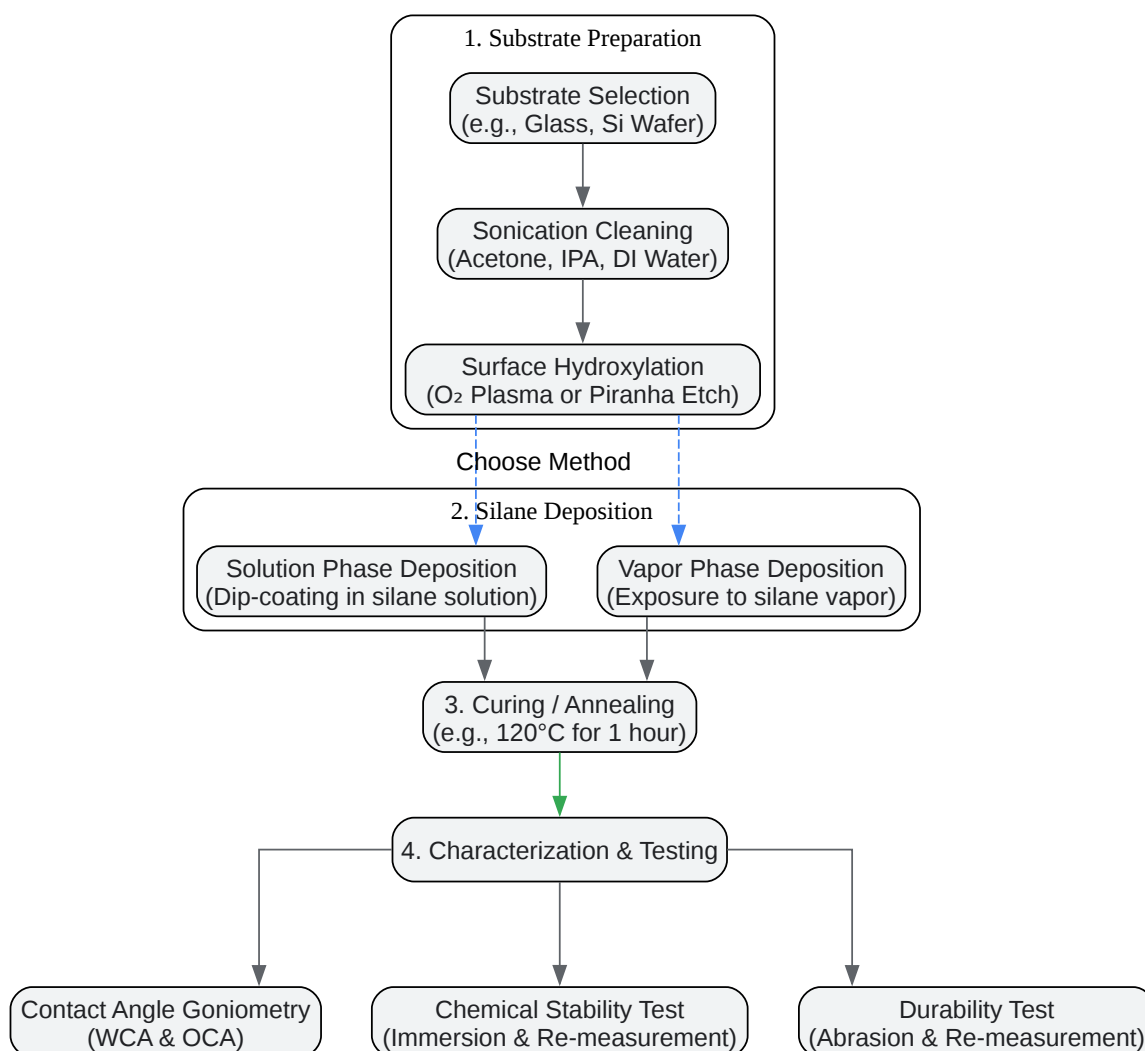 1. Substrate Preparation
Substrate Selection
(e.g., Glass, Si Wafer)
Sonication Cleaning
(Acetone, IPA, DI Water)
Surface Hydroxylation
(O₂ Plasma or Piranha Etch)
Choose Method
2. Silane Deposition
Solution Phase Deposition
(Dip-coating in silane solution)
Vapor Phase Deposition
(Exposure to silane vapor)
3. Curing / Annealing
(e.g., 120°C for 1 hour)
4. Characterization & Testing
Contact Angle Goniometry
(WCA & OCA)
Chemical Stability Test
(Immersion & Re-measurement)
Durability Test
(Abrasion & Re-measurement)